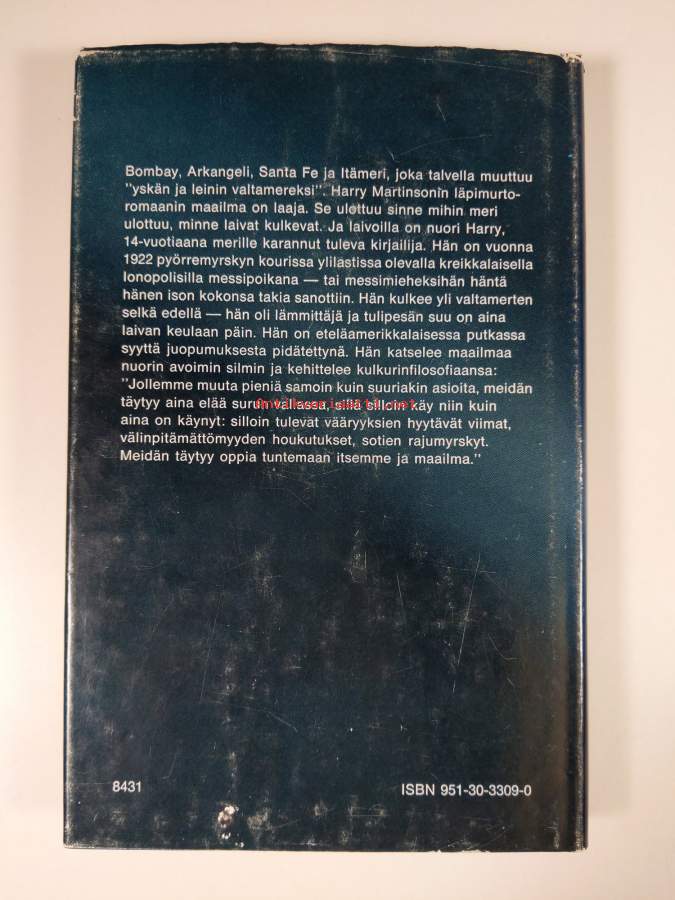 Bombay, Arkangeli, Santa Fe ja Itämeri, joka talvella muuttuu
"yskän ja leinin valtamereksi". Harry Martinsonin läpimurto-
romaanin maailma on laaja. Se ulottuu sinne mihin meri
ulottuu, minne laivat kulkevat. Ja laivoilla on nuori Harry,
14-vuotiaana merille karannut tuleva kirjailija. Hän on vuonna
1922 pyörremyrskyn kourissa ylilastissa olevalla kreikkalaisella
Ionopolisilla messipoikana — tai messimieheksihän häntä
hänen ison kokonsa takia sanottiin. Hän kulkee yli valtamerten
selkä edellä — hän oli lämmittäjä ja tulipesän suu on aina
laivan keulaan päin. Hän on eteläamerikkalaisessa putkassa
syyttä juopumuksesta pidätettynä. Hän katselee maailmaa
nuorin avoimin silmin ja kehittelee kulkurinfilosofiaansa:
"Jollemme muuta pieniä samoin kuin suuriakin asioita, meidän
täytyy aina elää surun vallassa, sillä silloin käy niin kuin
aina on käynyt: silloin tulevat vääryyksien hyytävät viimat,
välinpitämättömyyden houkutukset, sotien rajumyrskyt.
Meidän täytyy oppia tuntemaan itsemme ja maailma."
8431
ISBN 951-30-3309-0